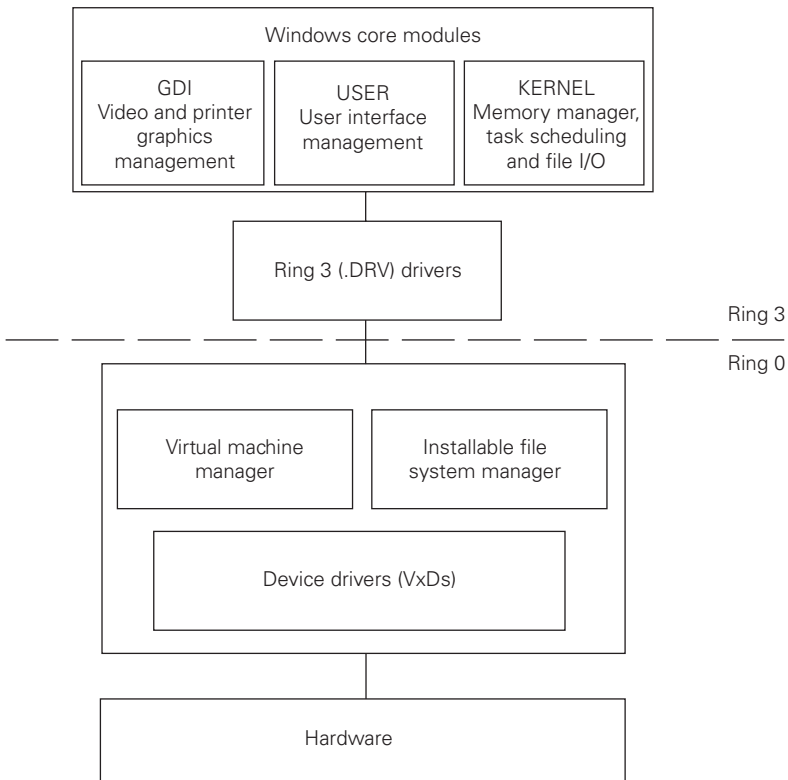 Windows core modules
GDI
Video and printer
graphics
management
USER
User interface
management
KERNEL
Memory manager,
task scheduling
and file I/O
Ring 3 (.DRV) drivers
Ring 3
Ring 0
Virtual machine
manager
Installable file
system manager
Device drivers (VxDs)
Hardware